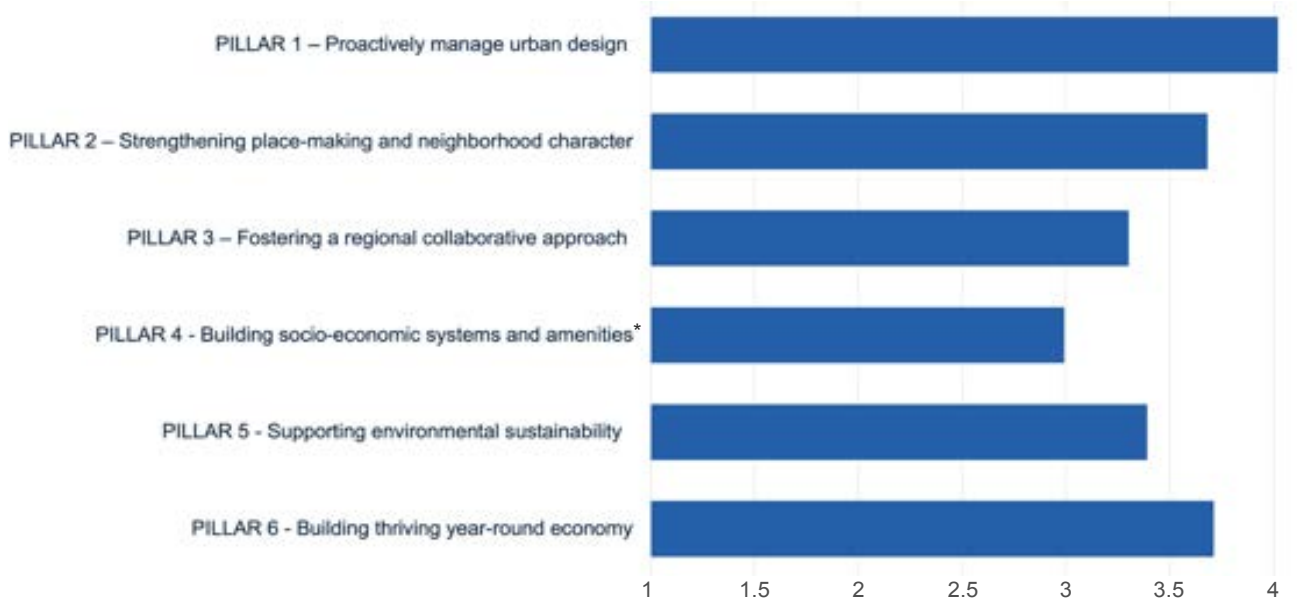 PILLAR 1 – Proactively manage urban design
PILLAR 2 – Strengthening place-making and neighborhood character
PILLAR 3 – Fostering a regional collaborative approach
PILLAR 4 - Building socio-economic systems and amenities*
PILLAR 5 - Supporting environmental sustainability
PILLAR 6 - Building thriving year-round economy
1 1.5 2 2.5 3 3.5 4